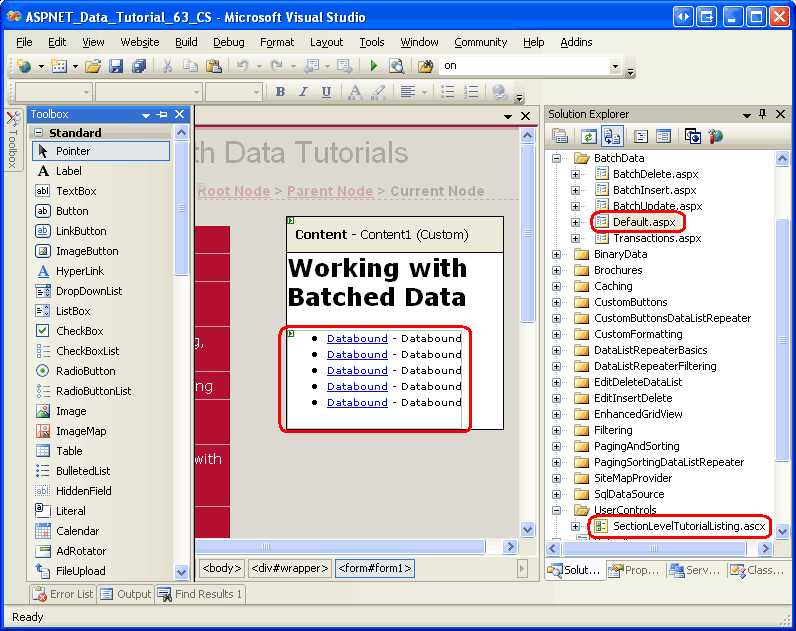 ASPNET_Data_Tutorial_63_CS - Microsoft Visual Studio
File Edit View Website Build Debug Format Layout Tools Window Community Help Addins
on
B I U A
Toolbox
Toolbox
Standard
Pointer
A Label
ab| TextBox
ab Button
ab LinkButton
ImageButton
A HyperLink
DropDownList
ListBox
CheckBox
CheckBoxList
RadioButton
RadioButtonList
Image
ImageMap
Table
BulletedList
HiddenField
Literal
Calendar
AdRotator
FileUpload
th Data Tutorials
Root Node > Parent Node > Current Node
g,
ing
with
Content - Content1 (Custom)
Working with
Batched Data
Databound - Databound
Databound - Databound
Databound - Databound
Databound - Databound
Databound - Databound
<body> <div#wrapper> <form#form1>
Solution Explorer
BatchData
BatchDelete.aspx
BatchInsert.aspx
BatchUpdate.aspx
Default.aspx
Transactions.aspx
BinaryData
Brochures
Caching
CustomButtons
CustomButtonsDataListRepeater
CustomFormatting
DataListRepeaterBasics
DataListRepeaterFiltering
EditDeleteDataList
EditInsertDelete
EnhancedGridView
Filtering
PagingAndSorting
PagingSortingDataListRepeater
SiteMapProvider
SqlDataSource
UserControls
SectionLevelTutorialListing.ascx
Solut... Prop... Serv... Class...
Error List Output Find Results 1
Ready